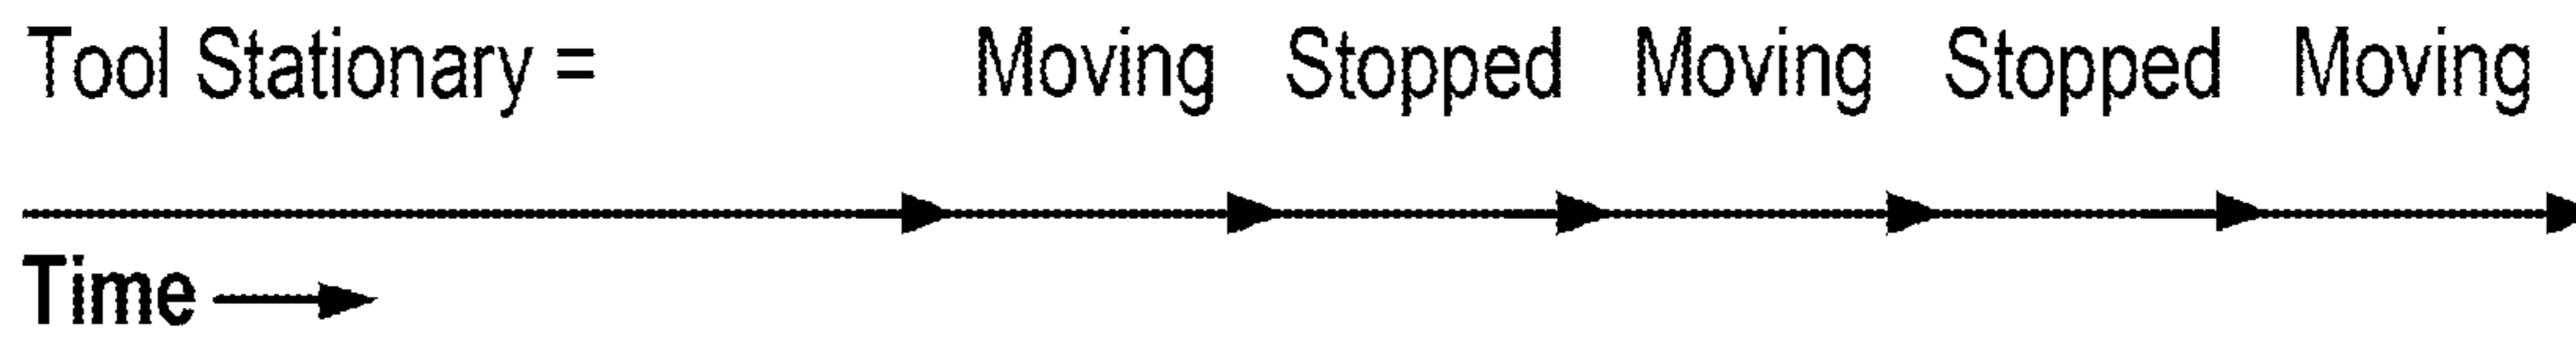 Tool Stationary = Moving Stopped Moving Stopped Moving
Time